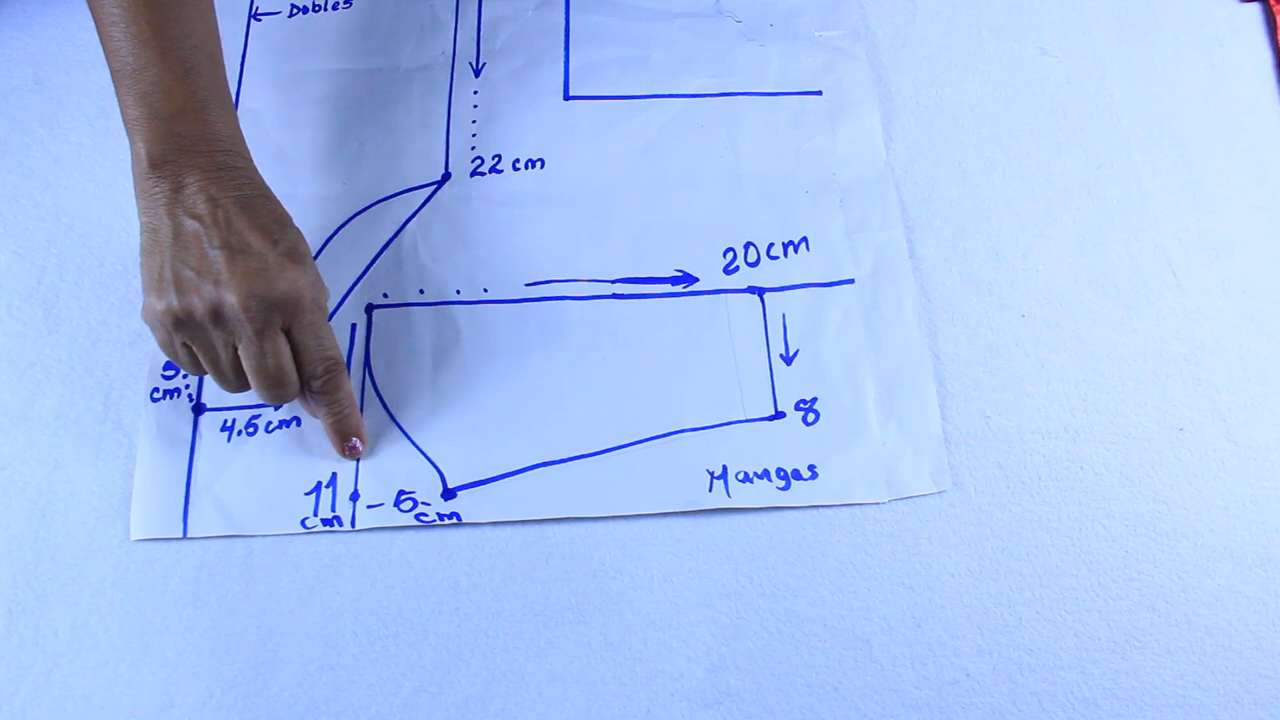 ← Dobles
22 cm
20cm
cm:
4.5cm
8
Mangas
11
cm
- 5-
cm